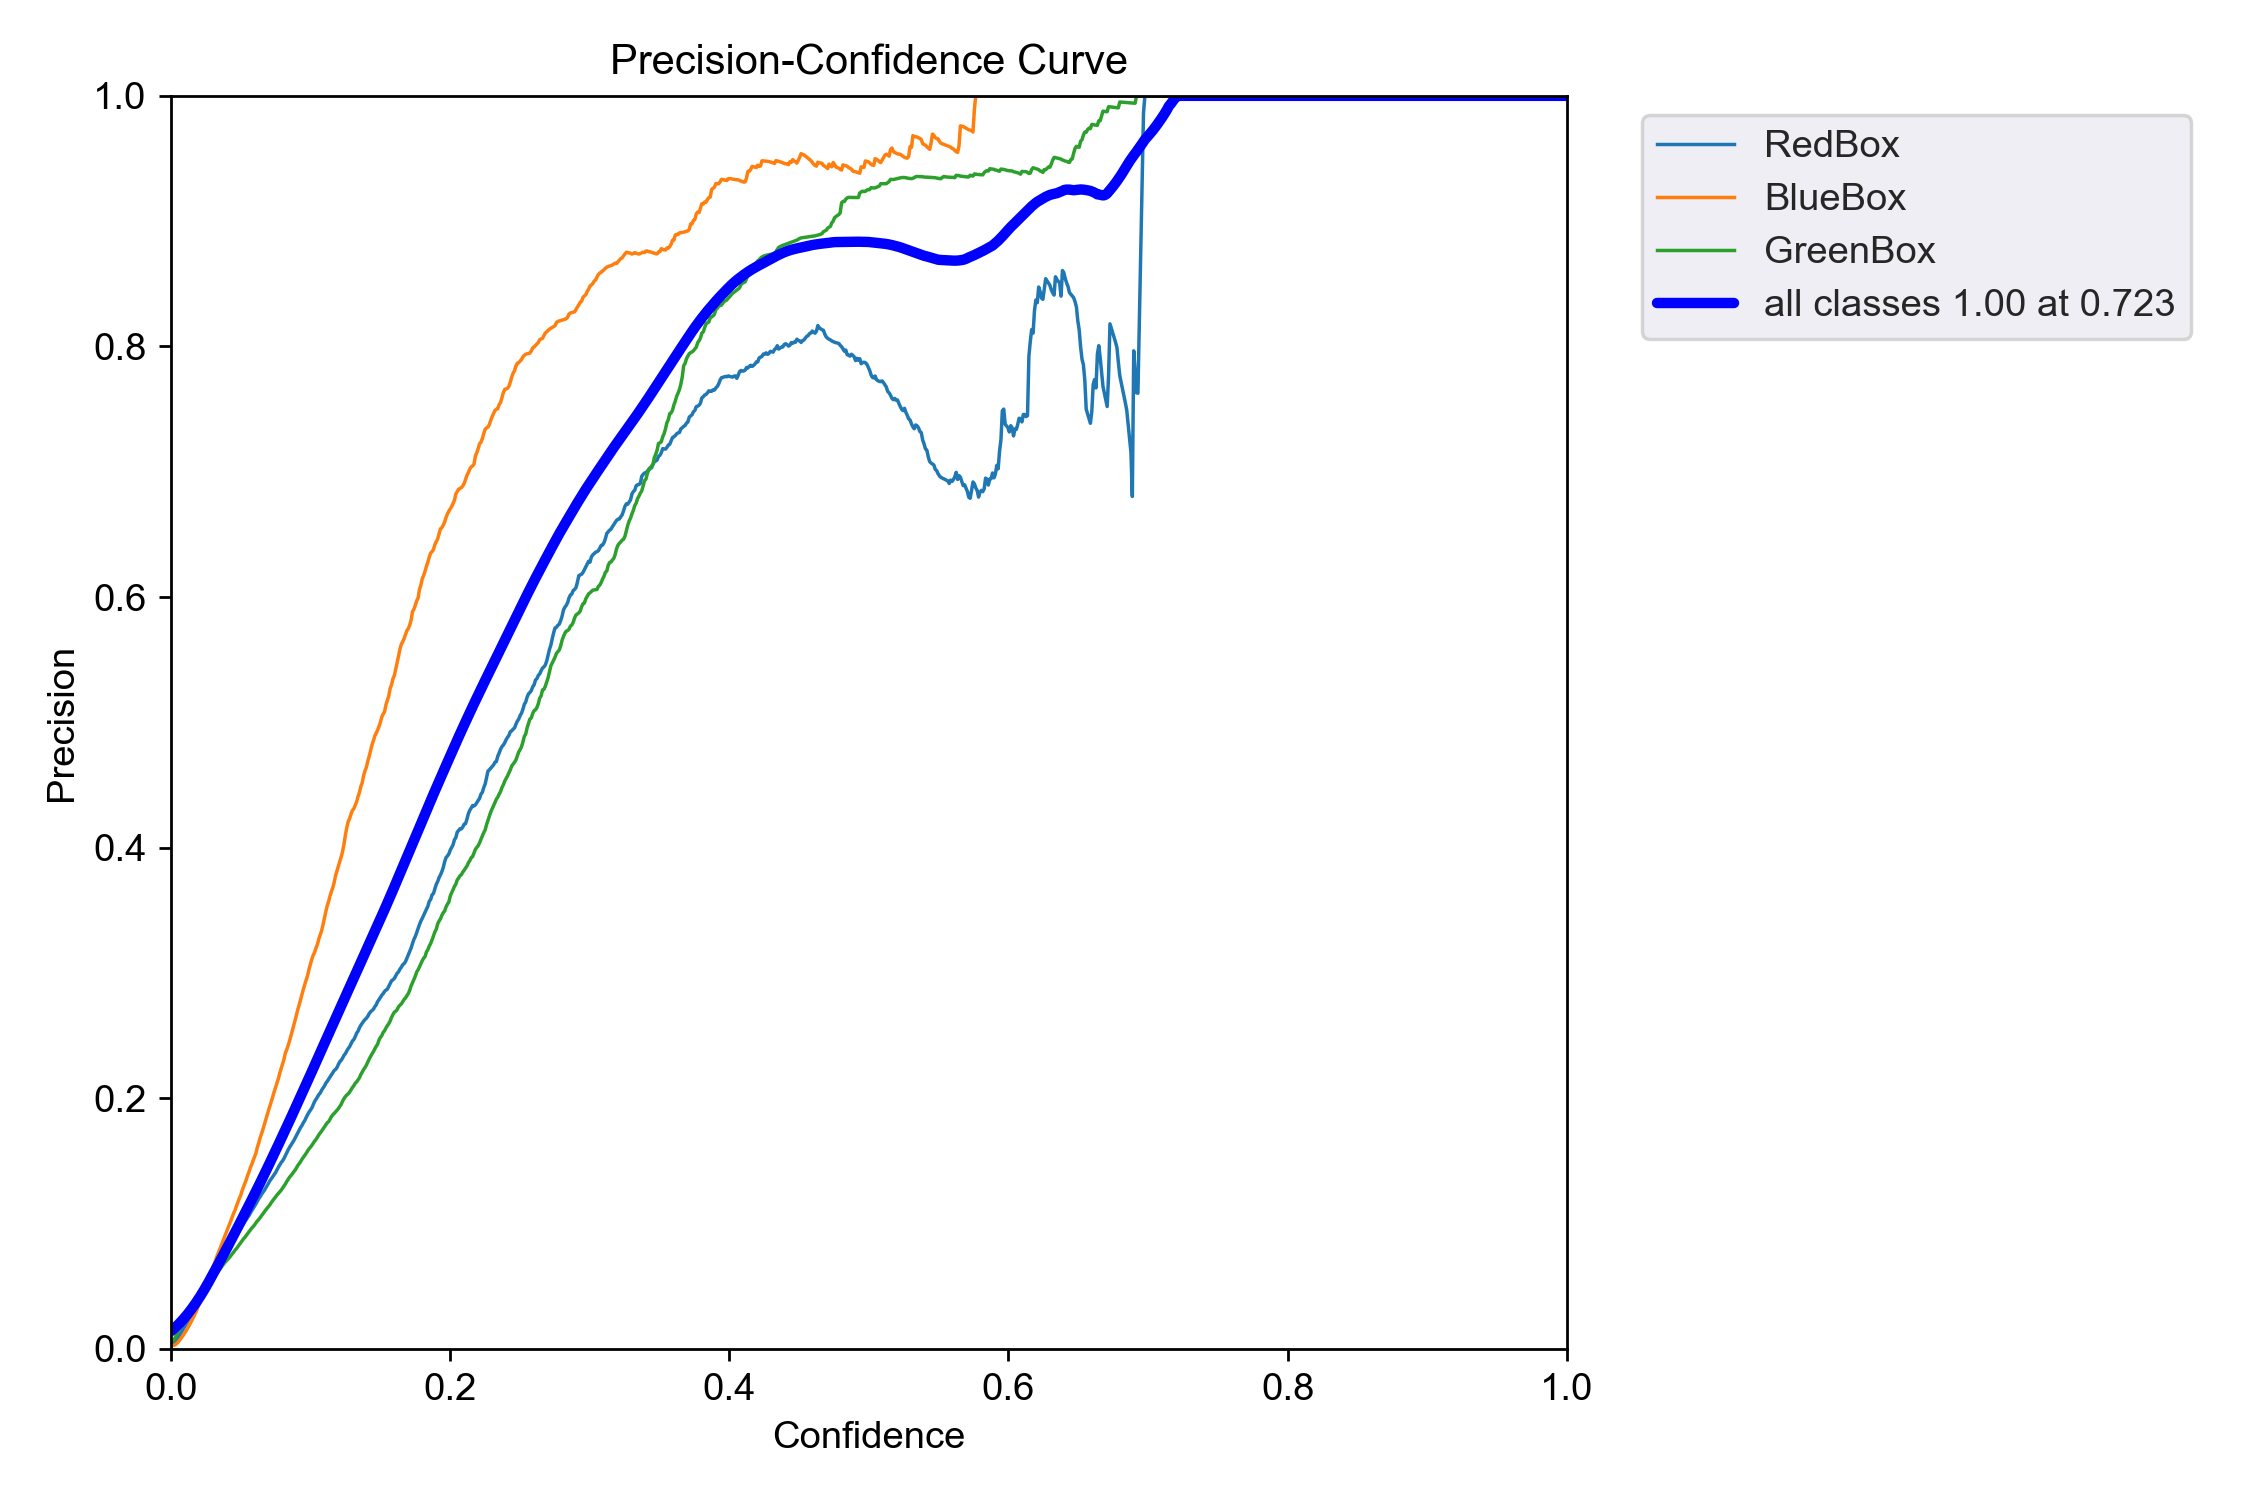 Precision-Confidence Curve
1.0
0.8
0.6
0.4
0.2
0.0
Precision
0.0 0.2 0.4 0.6 0.8 1.0
Confidence
RedBox
BlueBox
GreenBox
all classes 1.00 at 0.723